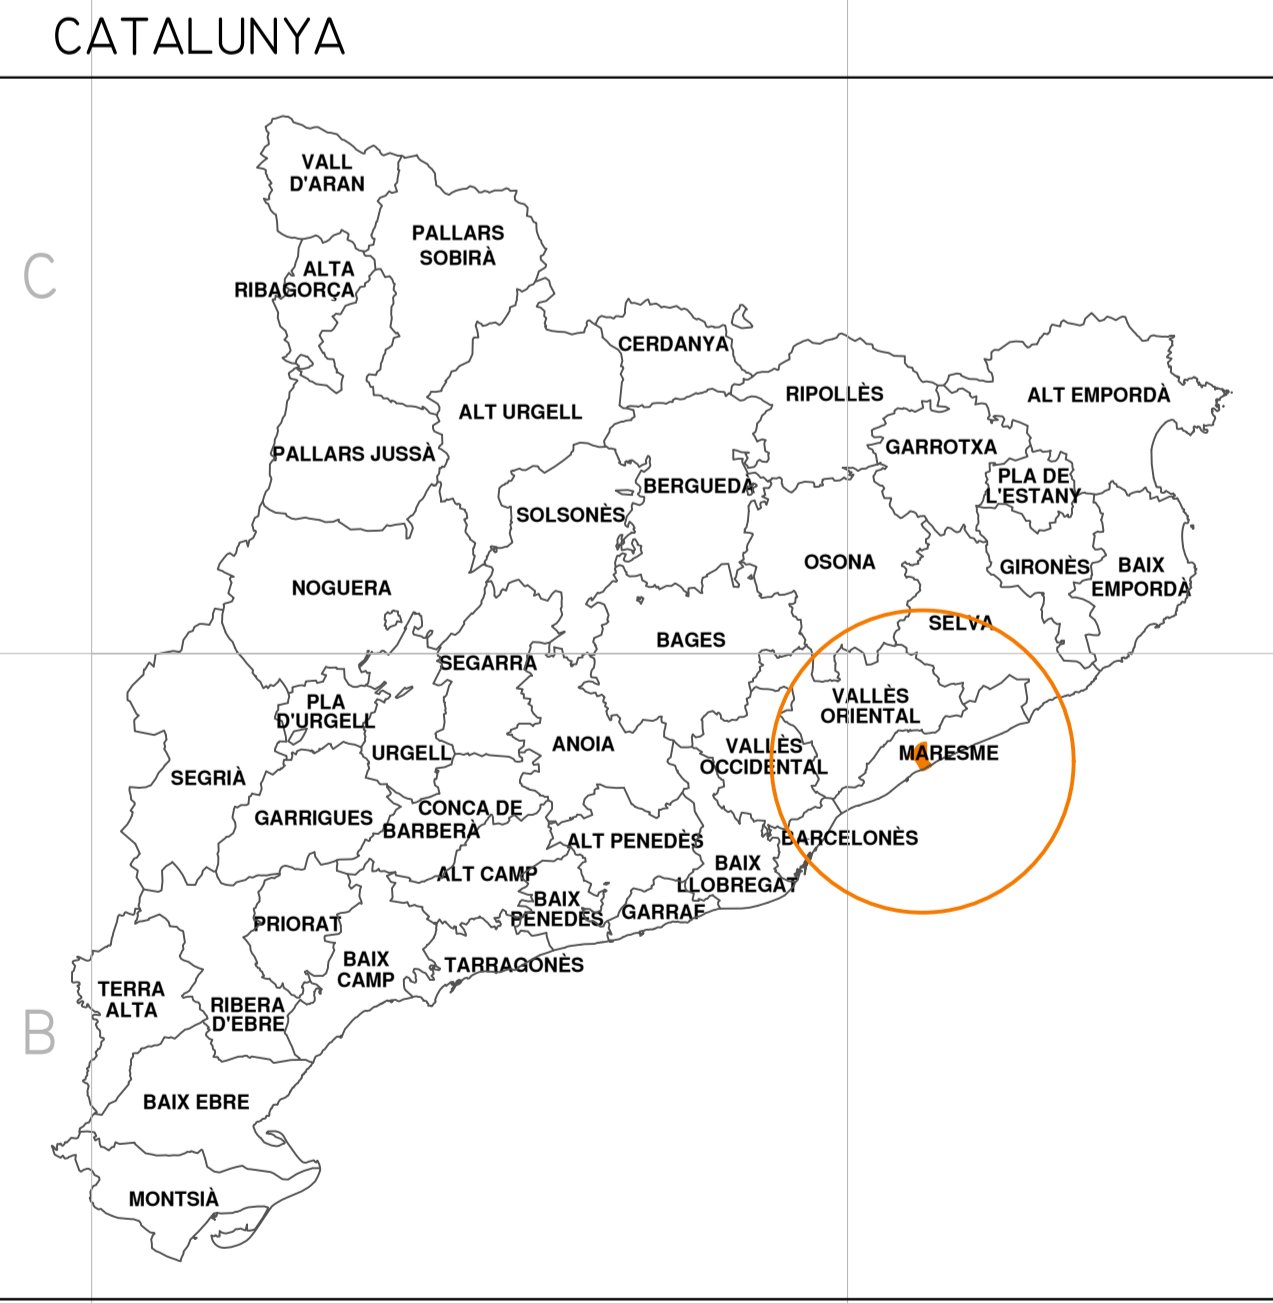 CATALUNYA
VALL
D'ARAN
PALLARS
SOBIRÀ
C
ALTA
RIBAGORÇA
CERDANYA
RIPOLLÈS
ALT EMPORDÀ
ALT URGELL
GARROTXA
PALLARS JUSSÀ
PLA DE
L'ESTANY
BERGUEDÀ
SOLSONÈS
OSONA
GIRONÈS
BAIX
EMPORDÀ
NOGUERA
SELVA
BAGES
SEGARRA
PLA
D'URGELL
VALLÈS
ORIENTAL
URGELL
ANOIA
VALLÈS
OCCIDENTAL
MARESME
SEGRIÀ
GARRIGUES
CONCA DE
BARBERÀ
ALT PENEDÈS
BARCELONÈS
ALT CAMP
BAIX
LLOBREGAT
BAIX
PENEDÈS
GARRAF
PRIORAT
BAIX
CAMP
TARRAGONÈS
TERRA
ALTA
RIBERA
D'EBRE
B
BAIX EBRE
MONTSIÀ